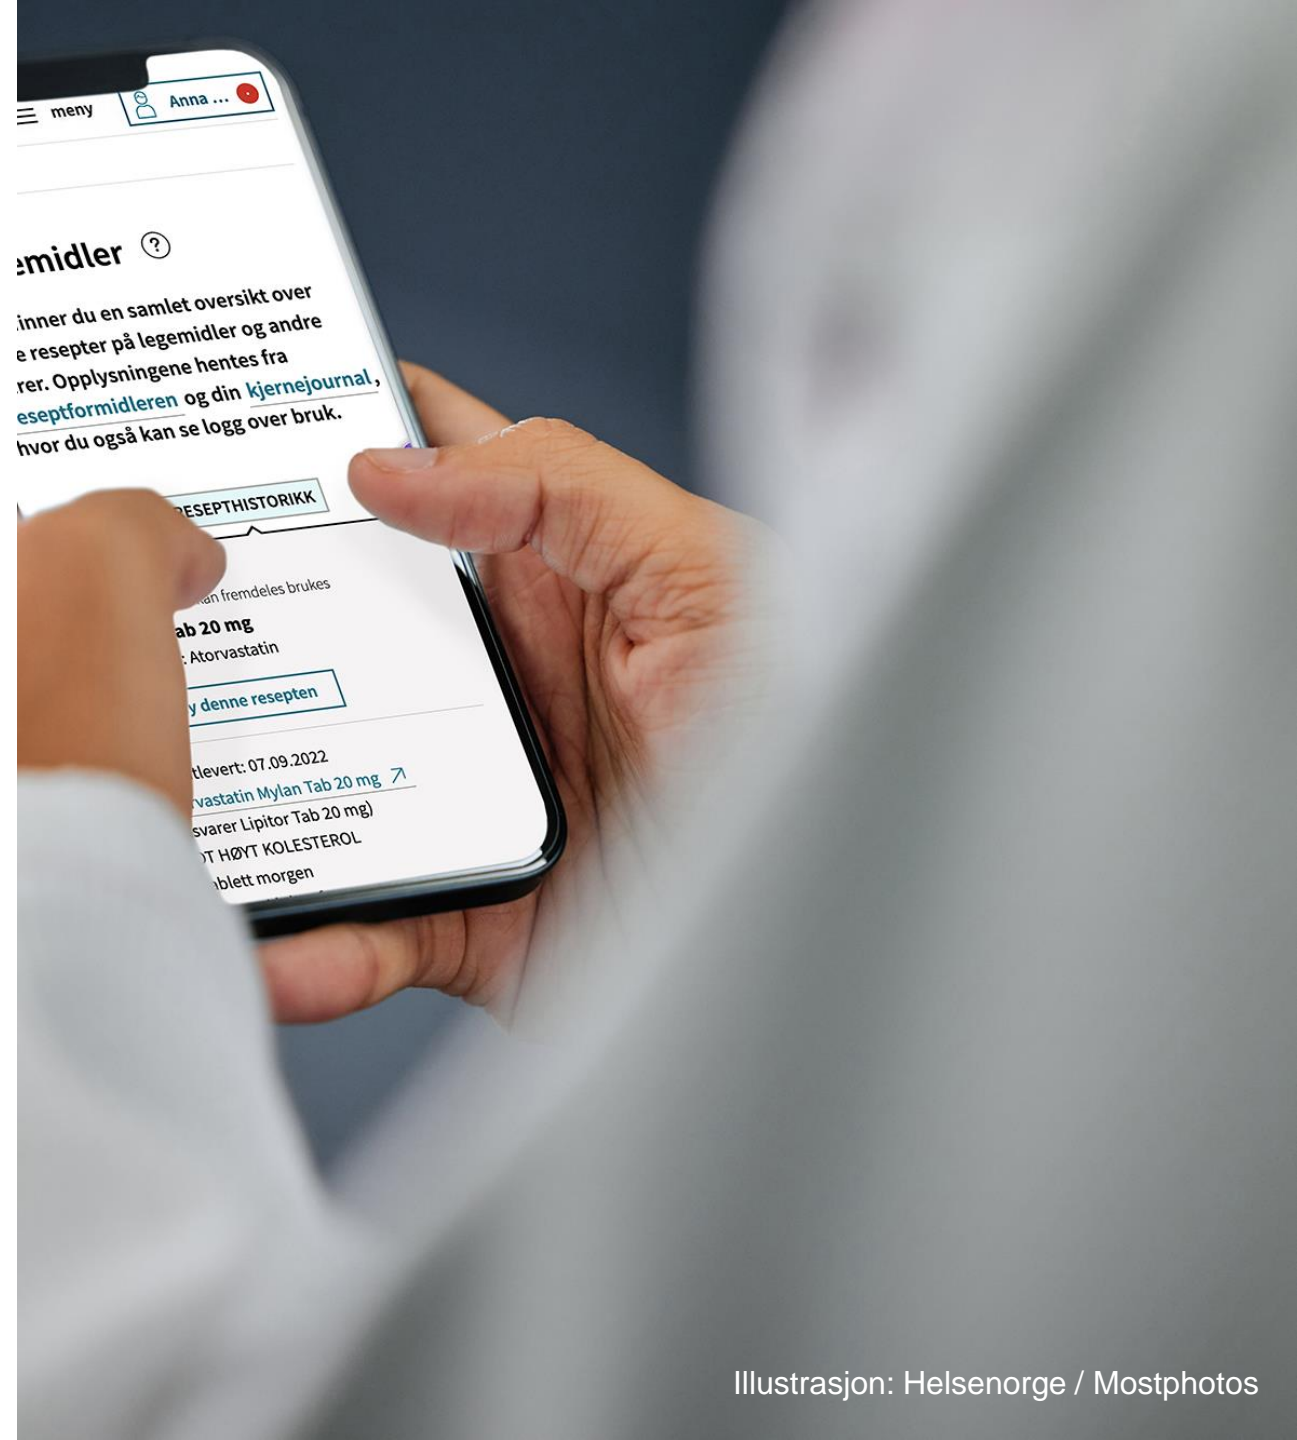 meny
Anna ...
emidler ?
inner du en samlet oversikt over
e resepter på legemidler og andre
rer. Opplysningene hentes fra
eseptformidleren og din kjernejournal,
hvor du også kan se logg over bruk.
RESEPTHISTORIKK
kan fremdeles brukes
ab 20 mg
: Atorvastatin
y denne resepten
tlevert: 07.09.2022
vastatin Mylan Tab 20 mg
svarer Lipitor Tab 20 mg)
OT HØYT KOLESTEROL
ablett morgen
Illustrasjon: Helsenorge / Mostphotos